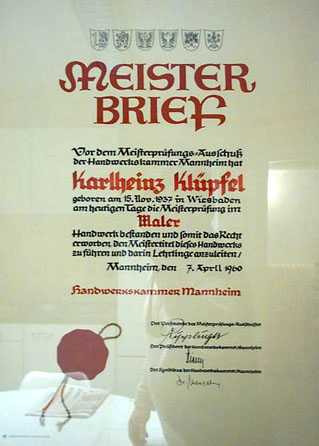 MEISTER
BRIEF
Vor dem Meisterprüfungs-Ausschuß
der Handwerkskammer Mannheim hat
Karlheinz Klüpfel
geboren am 15. Nov. 1937 in Wiesbaden
am heutigen Tage die Meisterprüfung im
Maler
Handwerk bestanden und somit das Recht
erworben, den Meistertitel dieses Handwerks
zu führen und darin Lehrlinge anzuleiten /
Mannheim, den 7. April 1960
Handwerkskammer Mannheim
Der Vorsitzende des Meisterprüfungs-Ausschusses
Der Präsident der Handwerkskammer Mannheim
Der Syndikus der Handwerkskammer Mannheim